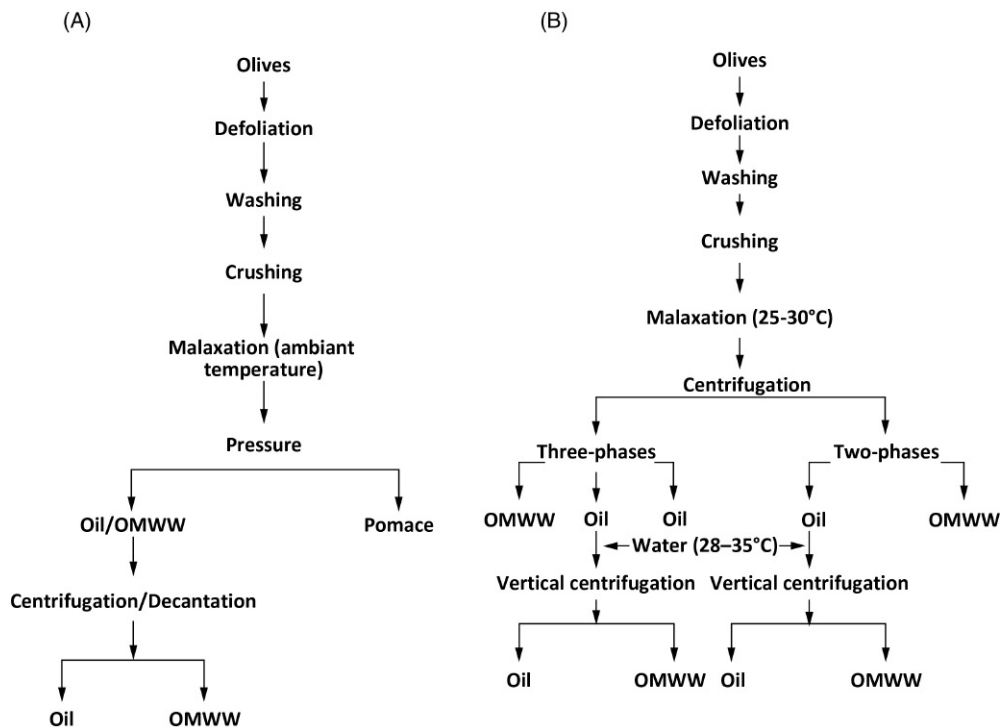 (A)
Olives
Defoliation
Washing
Crushing
Malaxation (ambiant
temperature)
Pressure
Oil/OMWW
Pomace
Centrifugation/Decantation
Oil
OMWW
(B)
Olives
Defoliation
Washing
Crushing
Malaxation (25-30°C)
Centrifugation
Three-phases
Two-phases
OMWW
Oil
Oil
Oil
OMWW
Water (28–35°C)
Vertical centrifugation
Vertical centrifugation
Oil
OMWW
Oil
OMWW